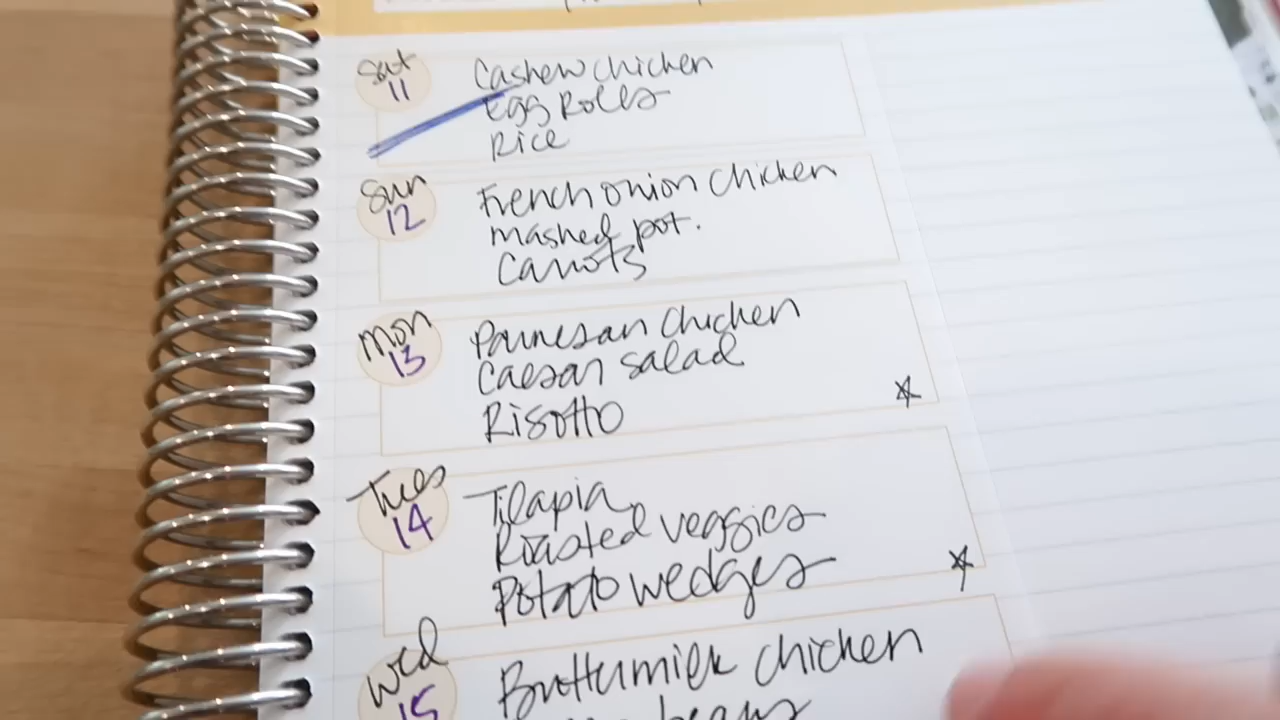 Sat
11
Cashew chicken
Egg Rolls
Rice
Sun
12
French onion chicken
mashed pot.
Carrots
Mon
13
Parmesan chicken
Caesar salad
Risotto
Tues
14
Tilapia
Roasted veggies
Potato wedges
Wed
15
Buttermilk chicken
beans